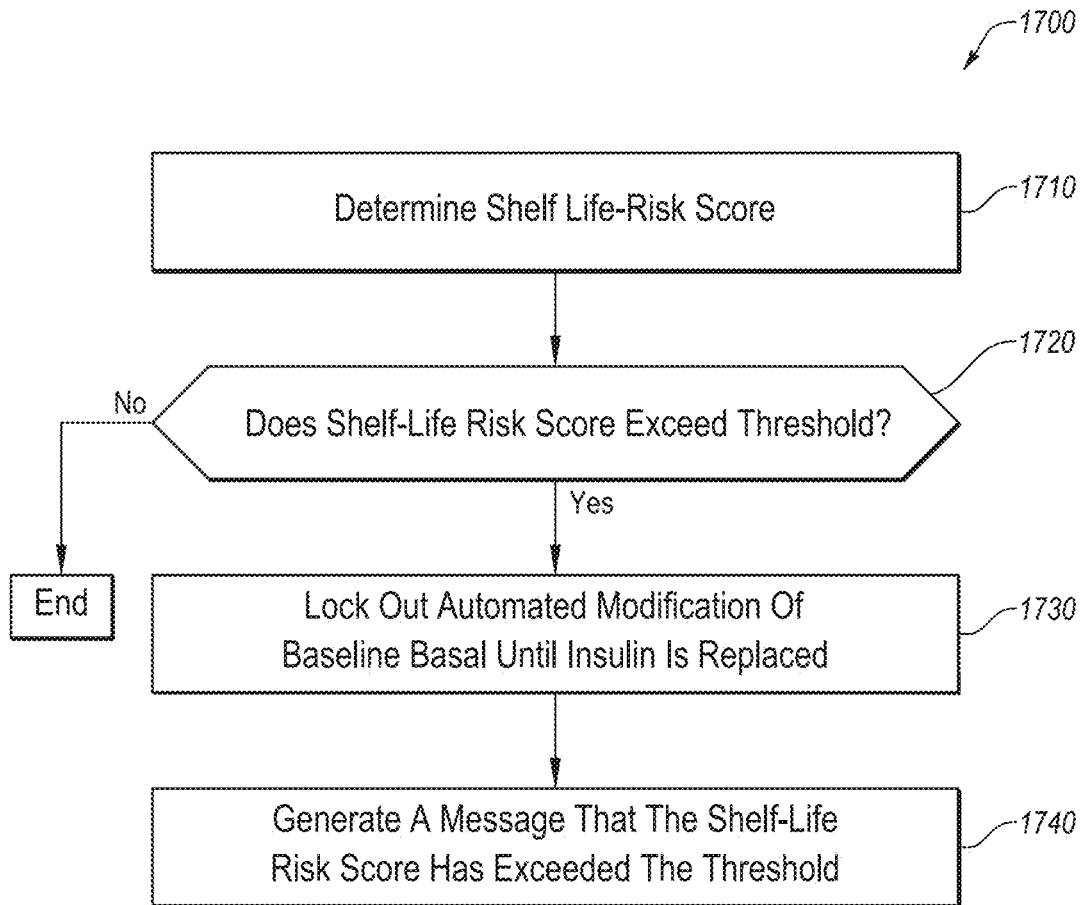 1700
Determine Shelf Life-Risk Score
1710
Does Shelf-Life Risk Score Exceed Threshold?
1720
No
Yes
End
Lock Out Automated Modification Of
Baseline Basal Until Insulin Is Replaced
1730
Generate A Message That The Shelf-Life
Risk Score Has Exceeded The Threshold
1740